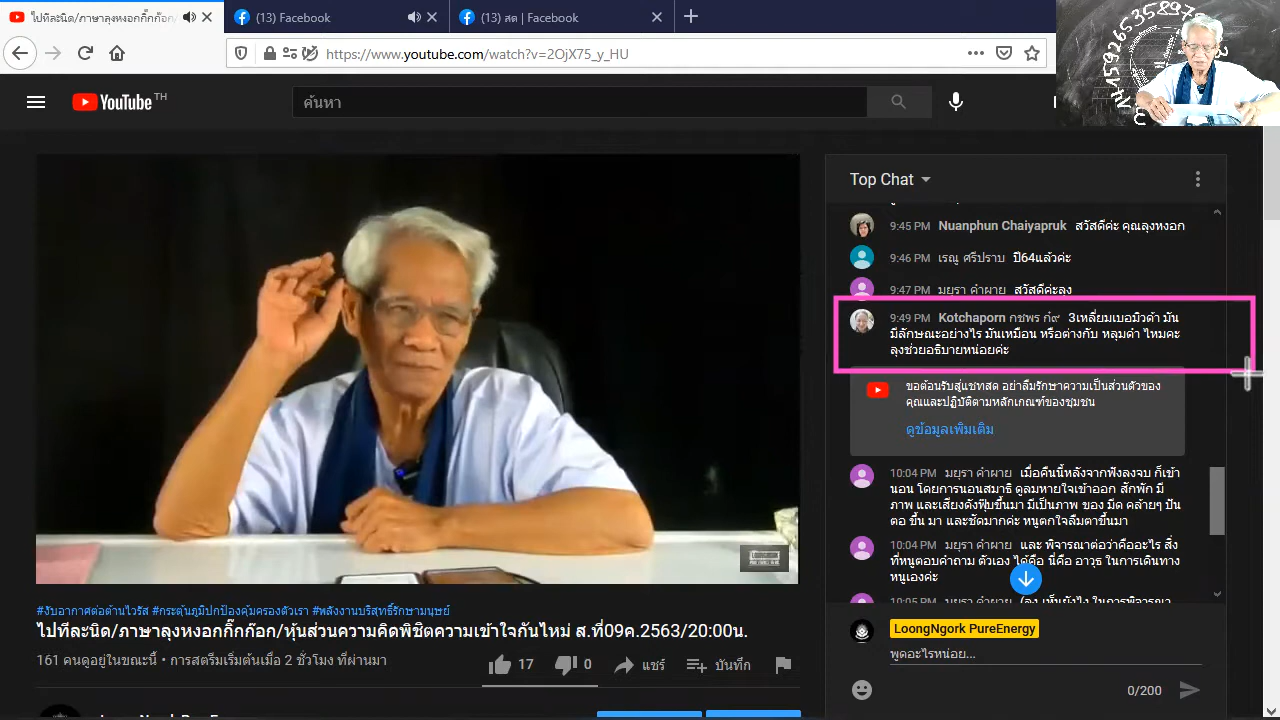 ไปทีละนิด/ภาษาลุงหงอกกิ๊กก๊อก/
(13) Facebook
(13) สด | Facebook
https://www.youtube.com/watch?v=2OjX75_y_HU
YouTube TH
ค้นหา
Top Chat
9:45 PM Nuanphun Chaiyapruk สวัสดีค่ะ คุณลุงหงอก
9:46 PM เรณู ศรีปราบ ปี64แล้วค่ะ
9:47 PM มยุรา คำผาย สวัสดีค่ะลุง
9:49 PM Kotchaporn กชพร ก๋๙ 3เหลี่ยมเบอมิวด้า มัน
มีลักษณะอย่างไร มันเหมือน หรือต่างกับ หลุมดำ ไหมคะ
ลุงช่วยอธิบายหน่อยค่ะ
ขอต้อนรับสู่แชทสด อย่าลืมรักษาความเป็นส่วนตัวของ
คุณและปฏิบัติตามหลักเกณฑ์ของชุมชน
ดูข้อมูลเพิ่มเติม
10:04 PM มยุรา คำผาย เมื่อคืนนี้หลังจากฟังลุงจบ ก็เข้า
นอน โดยการนอนสมาธิ ดูลมหายใจเข้าออก สักพัก มี
ภาพ และเสียงดังฟุ๊บขึ้นมา มีเป็นภาพ ของ มีด คล้ายๆ ปัน
ตอ ขึ้น มา และชัดมากค่ะ หนูตกใจลืมตาขึ้นมา
10:04 PM มยุรา คำผาย และ พิจารณาต่อว่าคืออะไร สิ่ง
ที่หนูตอบคำถาม ตัวเอง ได้คือ นี่คือ อาวุธ ในการเดินทาง
หนูเองค่ะ
10:05 PM มยุรา คำผาย
LoongNgork PureEnergy
พูดอะไรหน่อย...
0/200
#งับอากาศต่อต้านไวรัส #กระตุ้นภูมิปกป้องคุ้มครองตัวเรา #พลังงานบริสุทธิ์รักษามนุษย์
ไปทีละนิด/ภาษาลุงหงอกกิ๊กก๊อก/หุ้นส่วนความคิดพิชิตความเข้าใจกันไหม่ ส.ที่09ค.2563/20:00น.
161 คนดูอยู่ในขณะนี้ • การสตรีมเริ่มต้นเมื่อ 2 ชั่วโมง ที่ผ่านมา
17
0
แชร์
บันทึก